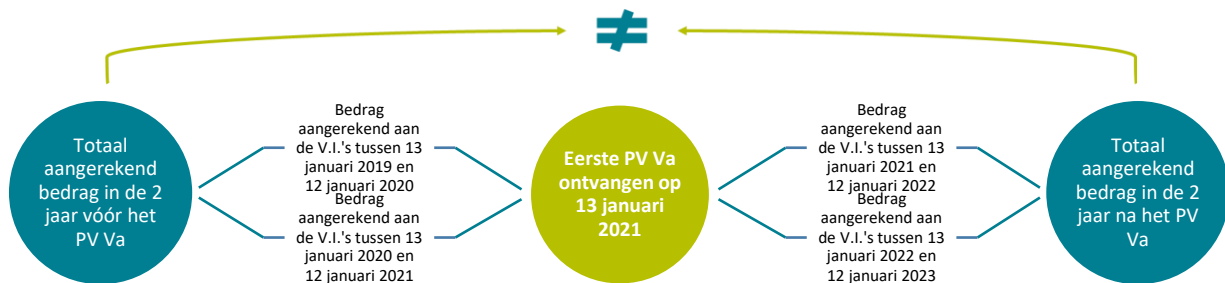 ≠
Totaal
aangerekend
bedrag in de 2
jaar vóór het
PV Va
Bedrag
aangerekend aan
de V.I.'s tussen 13
januari 2019 en
12 januari 2020
Bedrag
aangerekend aan
de V.I.'s tussen 13
januari 2020 en
12 januari 2021
Eerste PV Va
ontvangen op
13 januari
2021
Bedrag
aangerekend aan
de V.I.'s tussen 13
januari 2021 en
12 januari 2022
Bedrag
aangerekend aan
de V.I.'s tussen 13
januari 2022 en
12 januari 2023
Totaal
aangerekend
bedrag in de 2
jaar na het PV
Va